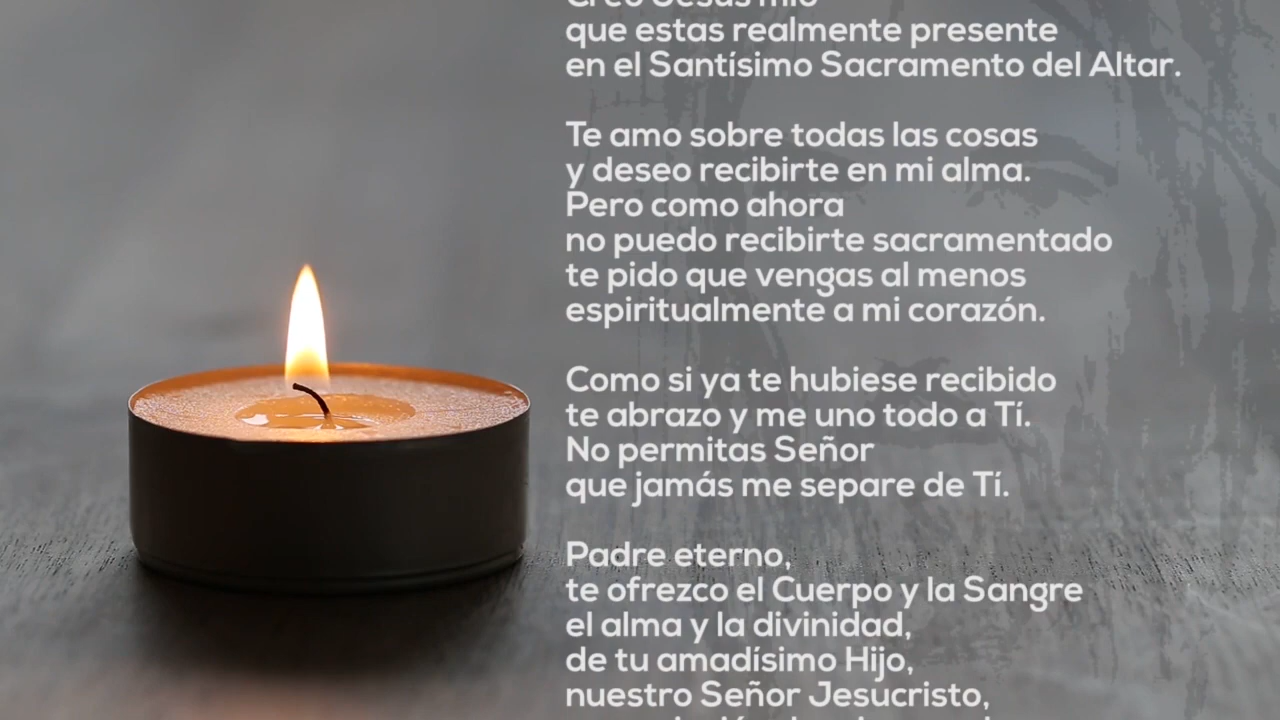 Creo Jesús mío
que estas realmente presente
en el Santísimo Sacramento del Altar.
Te amo sobre todas las cosas
y deseo recibirte en mi alma.
Pero como ahora
no puedo recibirte sacramentado
te pido que vengas al menos
espiritualmente a mi corazón.
Como si ya te hubiese recibido
te abrazo y me uno todo a Tí.
No permitas Señor
que jamás me separe de Tí.
Padre eterno,
te ofrezco el Cuerpo y la Sangre
el alma y la divinidad,
de tu amadísimo Hijo,
nuestro Señor Jesucristo,